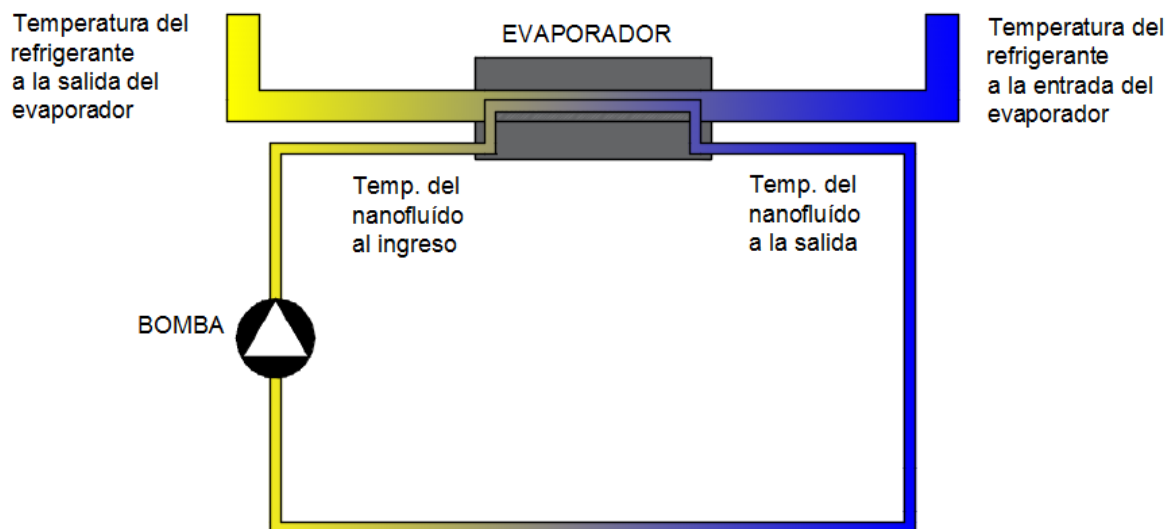 Temperatura del
refrigerante
a la salida del
evaporador
EVAPORADOR
Temperatura del
refrigerante
a la entrada del
evaporador
Temp. del
nanofluído
al ingreso
Temp. del
nanofluído
a la salida
BOMBA